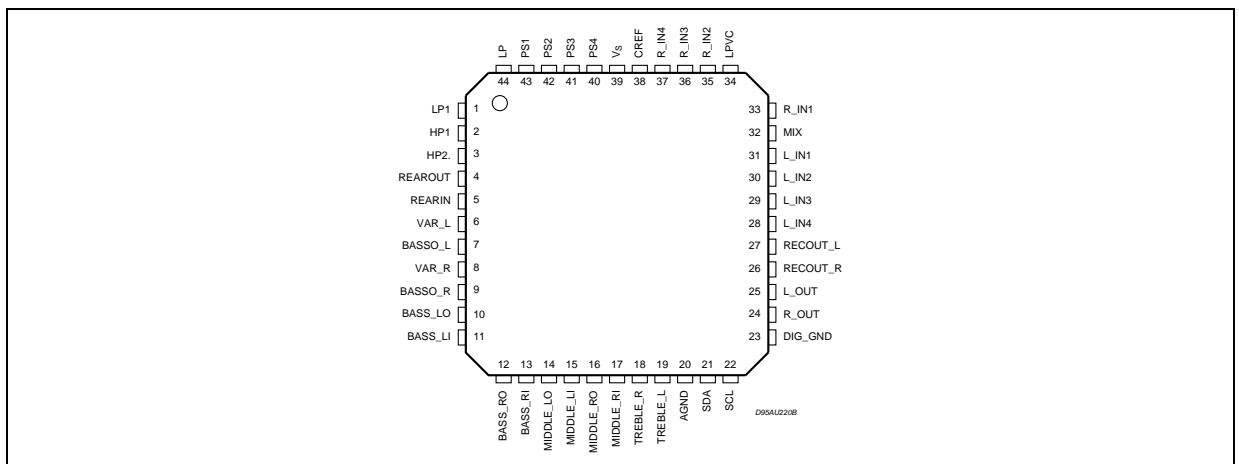 LP
PS1
PS2
PS3
PS4
VS
CREF
R_IN4
R_IN3
R_IN2
LPVC
44 43 42 41 40 39 38 37 36 35 34
LP1 1
HP1 2
HP2. 3
REAROUT 4
REARIN 5
VAR_L 6
BASSO_L 7
VAR_R 8
BASSO_R 9
BASS_LO 10
BASS_LI 11
33 R_IN1
32 MIX
31 L_IN1
30 L_IN2
29 L_IN3
28 L_IN4
27 RECOUT_L
26 RECOUT_R
25 L_OUT
24 R_OUT
23 DIG_GND
12 13 14 15 16 17 18 19 20 21 22
BASS_RO
BASS_RI
MIDDLE_LO
MIDDLE_LI
MIDDLE_RO
MIDDLE_RI
TREBLE_R
TREBLE_L
AGND
SDA
SCL
D95AU220B